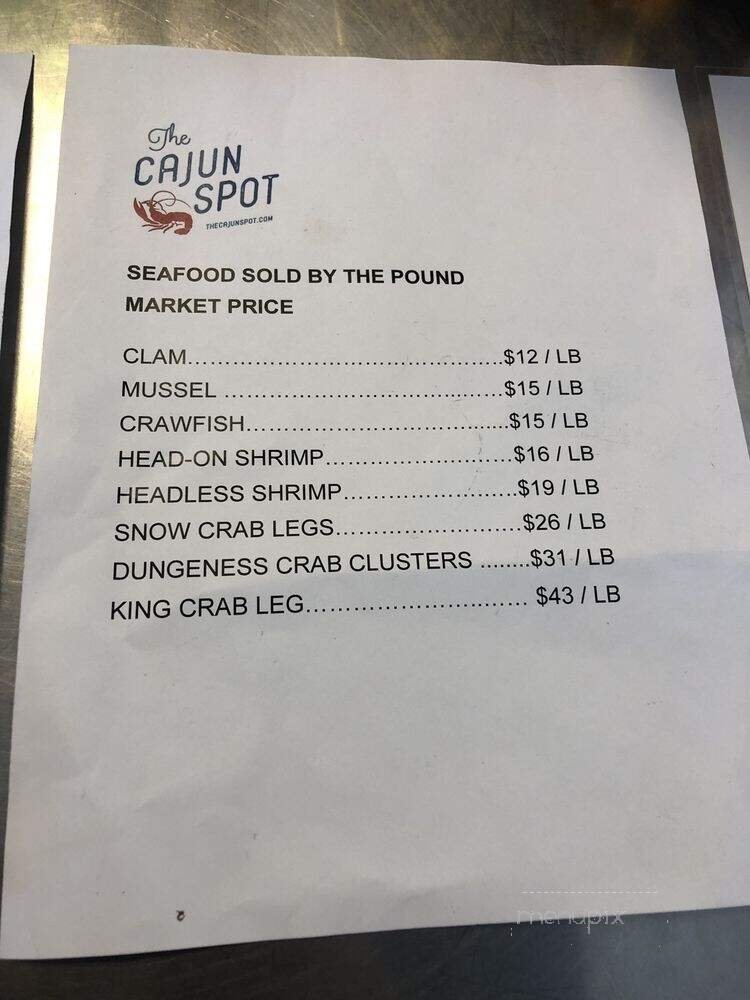 The
CAJUN
SPOT
THECAJUNSPOT.COM
SEAFOOD SOLD BY THE POUND
MARKET PRICE
CLAM.................................................$12 / LB
MUSSEL .............................................$15 / LB
CRAWFISH..........................................$15 / LB
HEAD-ON SHRIMP.............................$16 / LB
HEADLESS SHRIMP...........................$19 / LB
SNOW CRAB LEGS.............................$26 / LB
DUNGENESS CRAB CLUSTERS ........$31 / LB
KING CRAB LEG.................................. $43 / LB
menupix